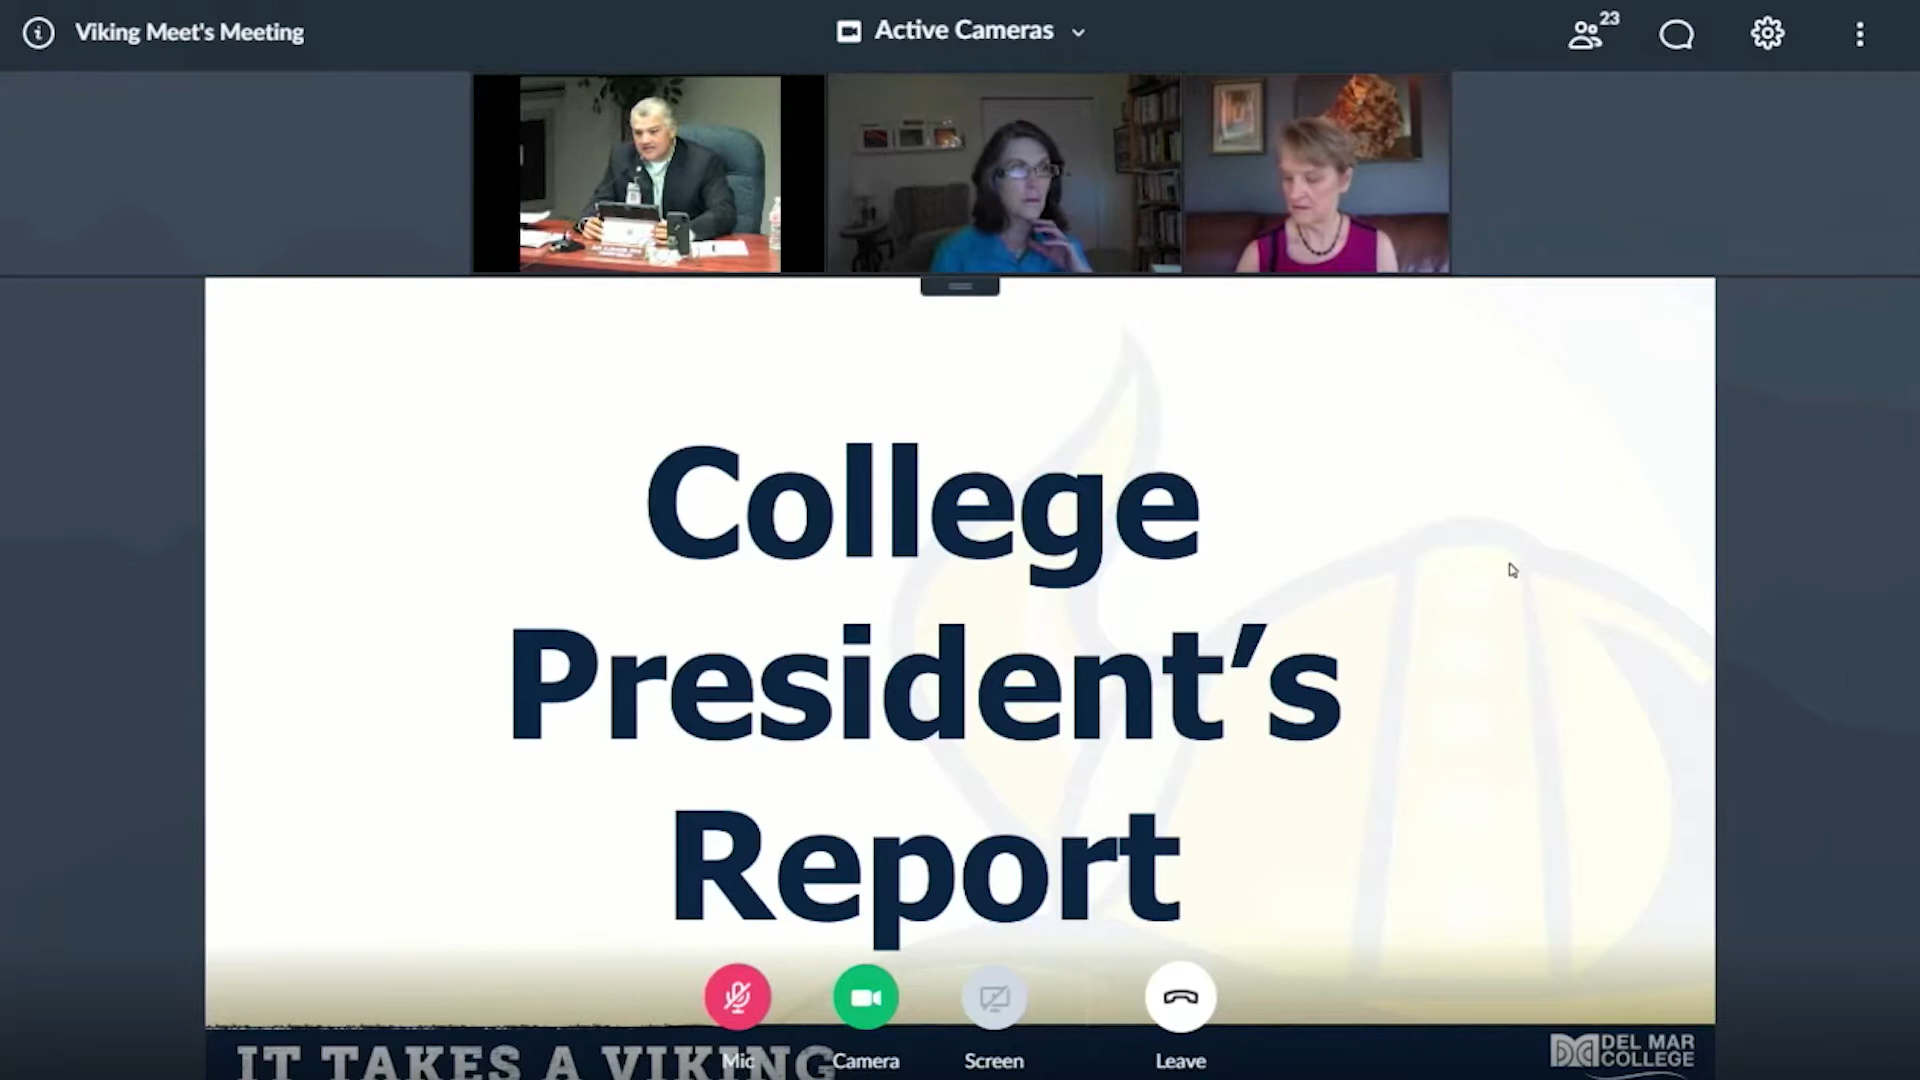 Viking Meet's Meeting
Active Cameras
23
College
President’s
Report
Mic
Camera
Screen
Leave
IT TAKES A VIKING
DEL MAR
COLLEGE